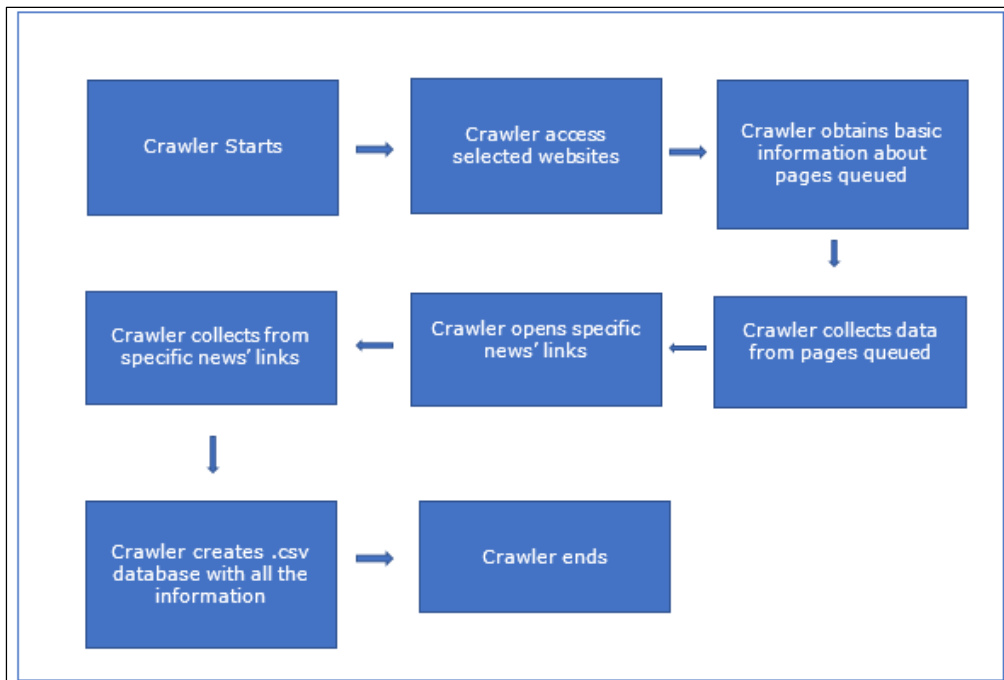 Crawler Starts
Crawler access
selected websites
Crawler obtains basic
information about
pages queued
Crawler collects data
from pages queued
Crawler opens specific
news’ links
Crawler collects from
specific news’ links
Crawler creates .csv
database with all the
information
Crawler ends